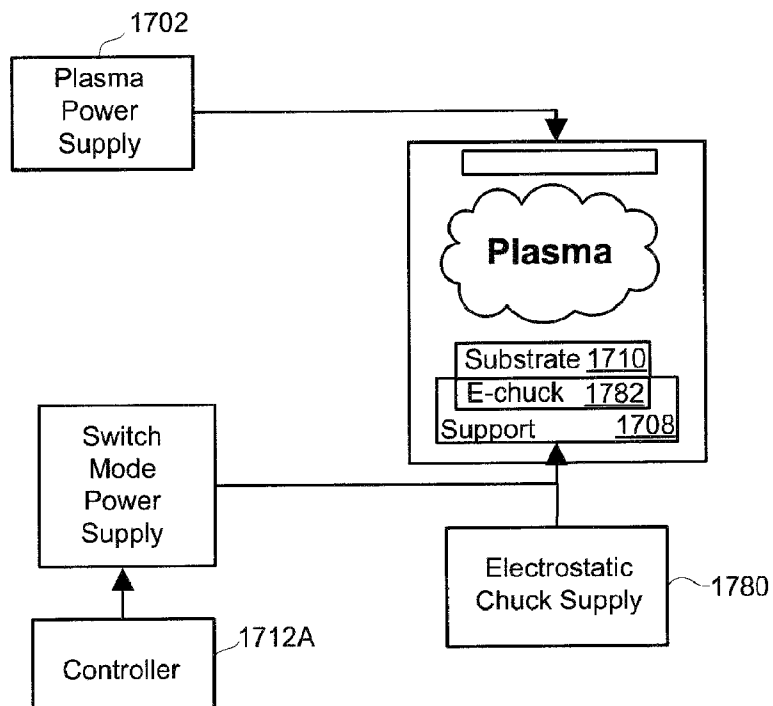 1702
Plasma
Power
Supply
Plasma
Substrate 1710
E-chuck 1782
Support 1708
Switch
Mode
Power
Supply
Electrostatic
Chuck Supply
1780
1712A
Controller